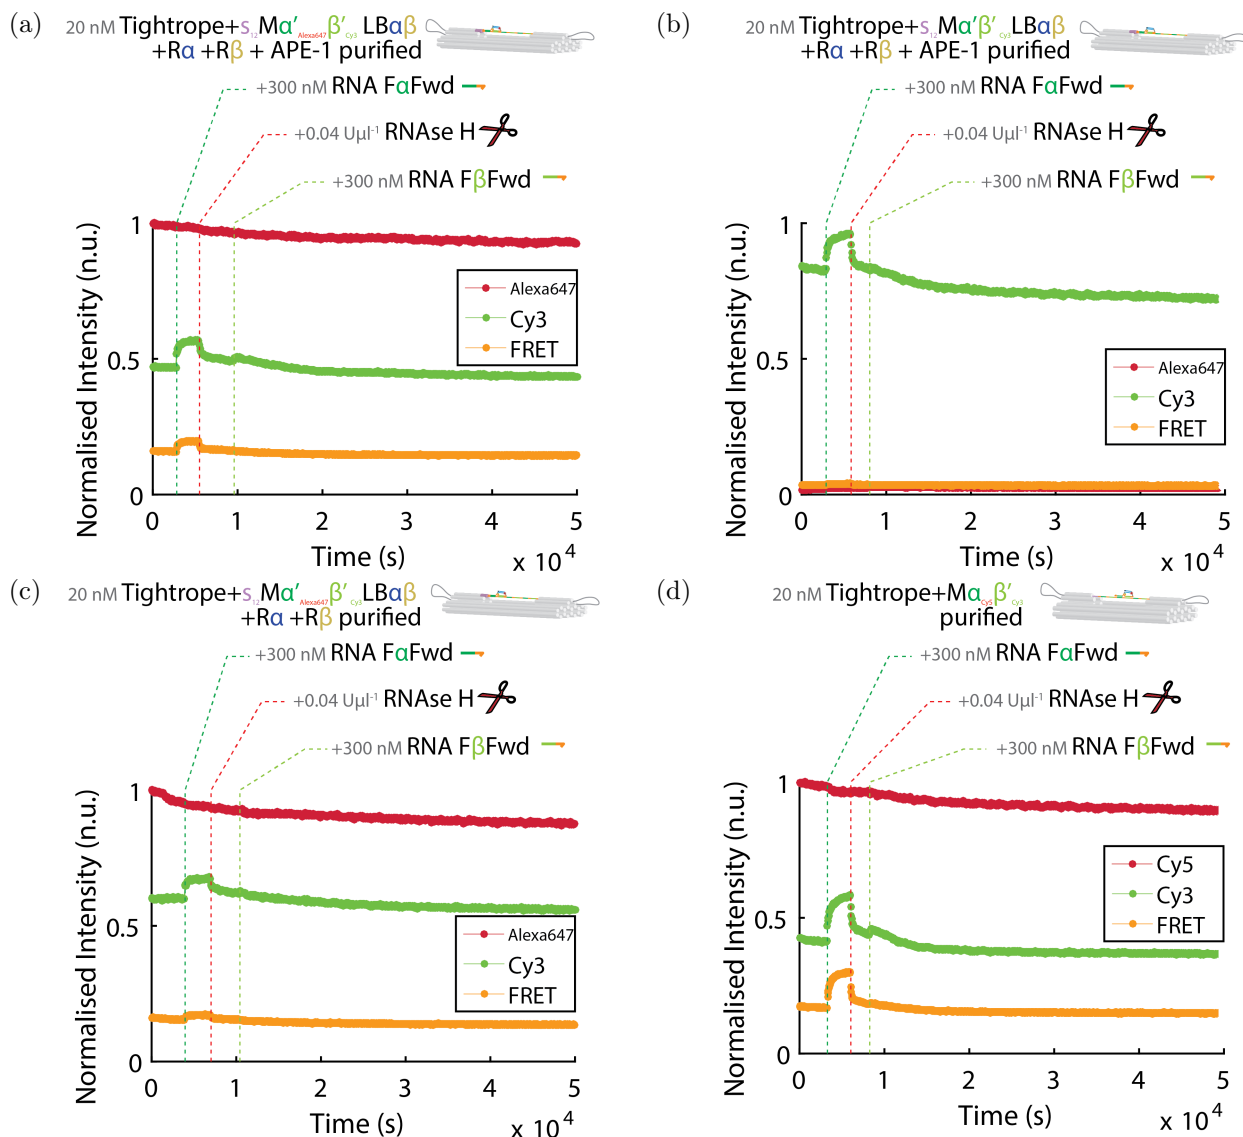 (a)
20 nM Tightrope+s₁₂Mα′Alexa647β′Cy3 LBαβ
+Rα +Rβ + APE-1 purified
+300 nM RNA FαFwd
+0.04 Uµl⁻¹ RNAse H
+300 nM RNA FβFwd
Normalised Intensity (n.u.)
1
0.5
0
Alexa647
Cy3
FRET
0 1 2 3 4 5
Time (s)
x 10⁴
(b)
20 nM Tightrope+s₁₂Mα′β′Cy3 LBαβ
+Rα +Rβ + APE-1 purified
+300 nM RNA FαFwd
+0.04 Uµl⁻¹ RNAse H
+300 nM RNA FβFwd
Normalised Intensity (n.u.)
1
0.5
0
Alexa647
Cy3
FRET
0 1 2 3 4 5
Time (s)
x 10⁴
(c)
20 nM Tightrope+s₁₂Mα′Alexa647β′Cy3 LBαβ
+Rα +Rβ purified
+300 nM RNA FαFwd
+0.04 Uµl⁻¹ RNAse H
+300 nM RNA FβFwd
Normalised Intensity (n.u.)
1
0.5
0
Alexa647
Cy3
FRET
0 1 2 3 4 5
Time (s)
x 10⁴
(d)
20 nM Tightrope+MαCy5β′Cy3
purified
+300 nM RNA FαFwd
+0.04 Uµl⁻¹ RNAse H
+300 nM RNA FβFwd
Normalised Intensity (n.u.)
1
0.5
0
Cy5
Cy3
FRET
0 1 2 3 4 5
Time (s)
x 10⁴